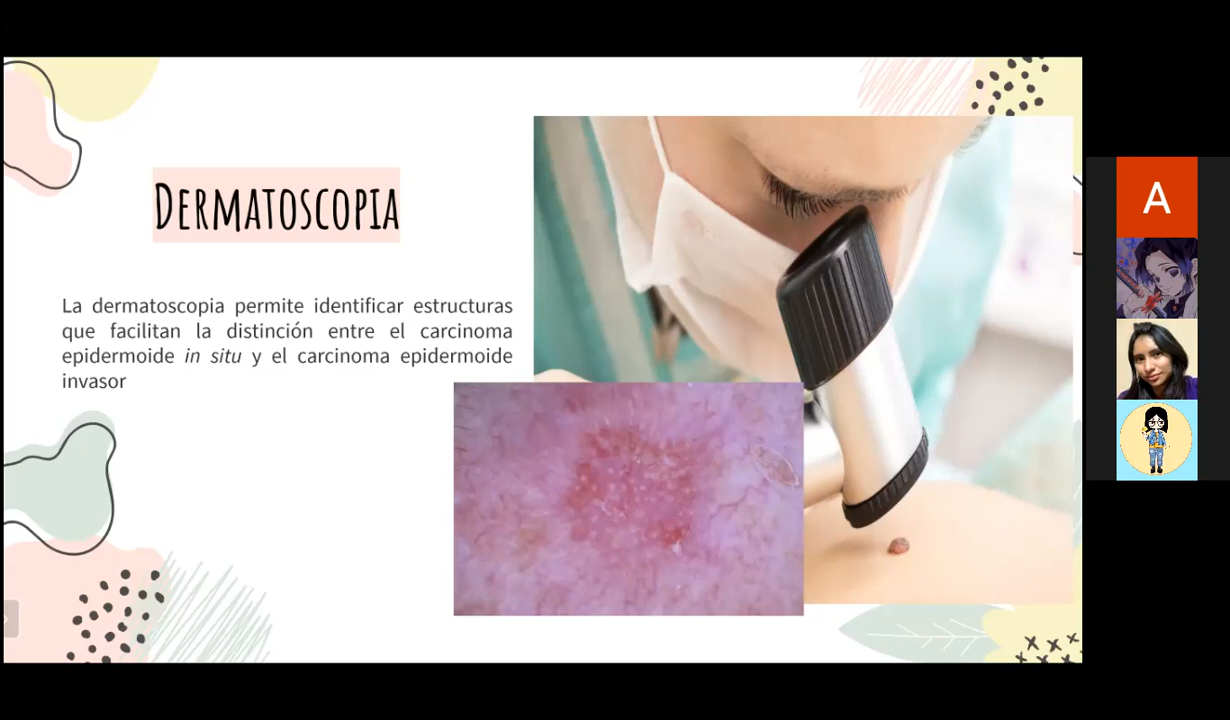 DERMATOSCOPIA
La dermatoscopia permite identificar estructuras
que facilitan la distinción entre el carcinoma
epidermoide in situ y el carcinoma epidermoide
invasor
A